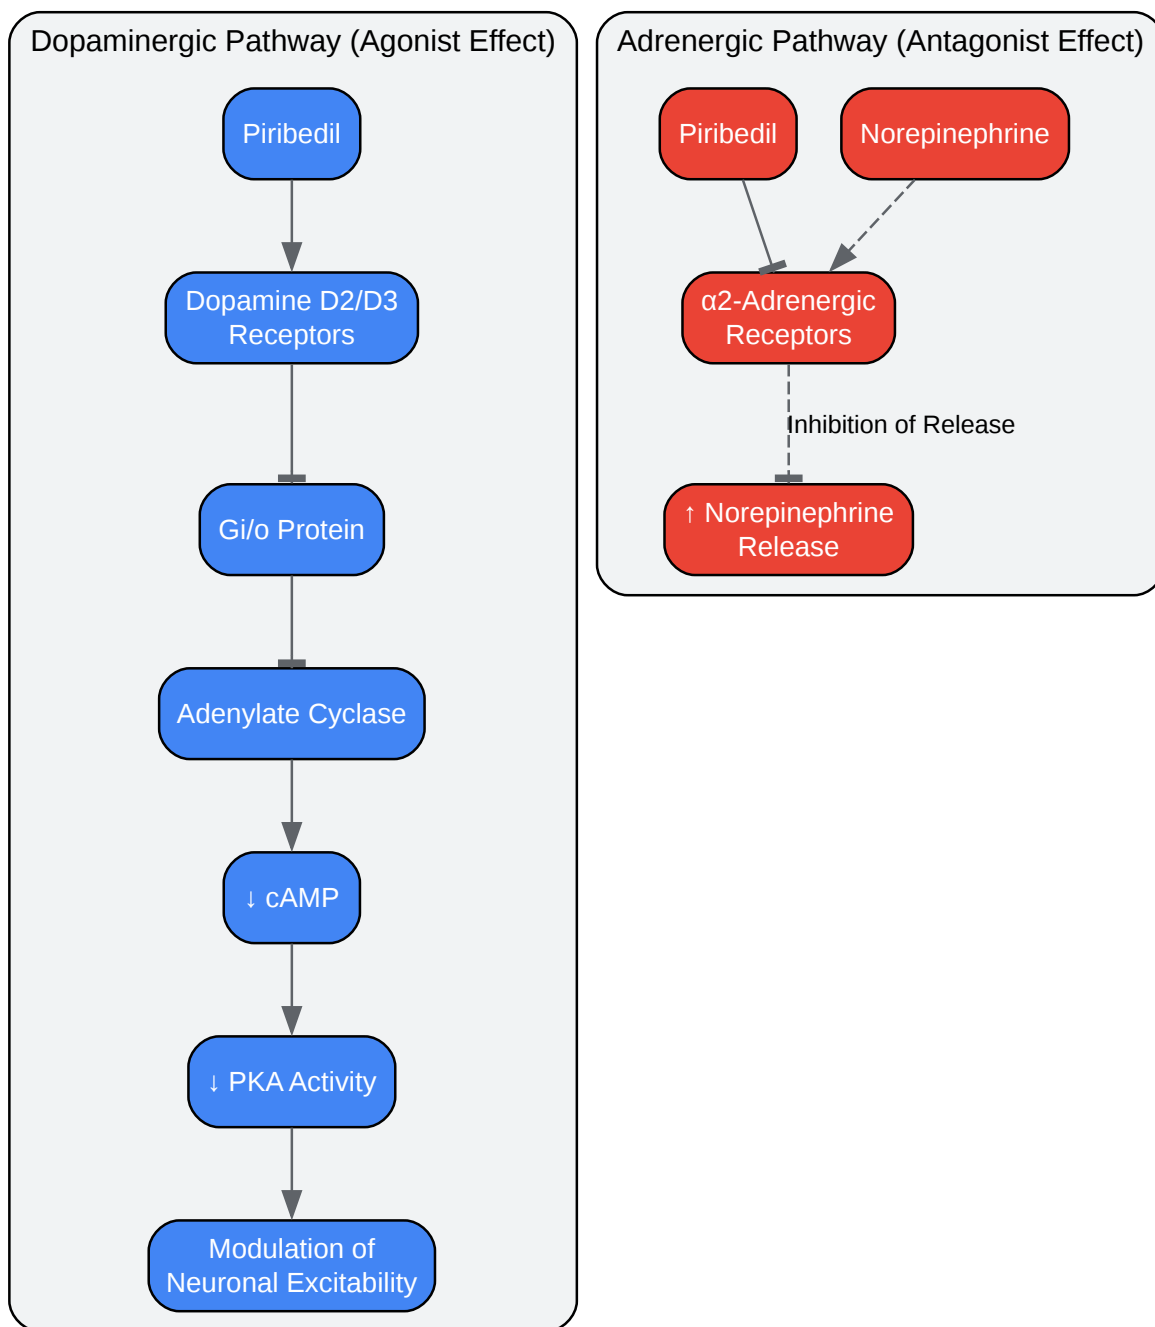 Dopaminergic Pathway (Agonist Effect)
Piribedil
Dopamine D2/D3
Receptors
Gi/o Protein
Adenylate Cyclase
↓ cAMP
↓ PKA Activity
Modulation of
Neuronal Excitability
Adrenergic Pathway (Antagonist Effect)
Piribedil
Norepinephrine
α2-Adrenergic
Receptors
Inhibition of Release
↑ Norepinephrine
Release